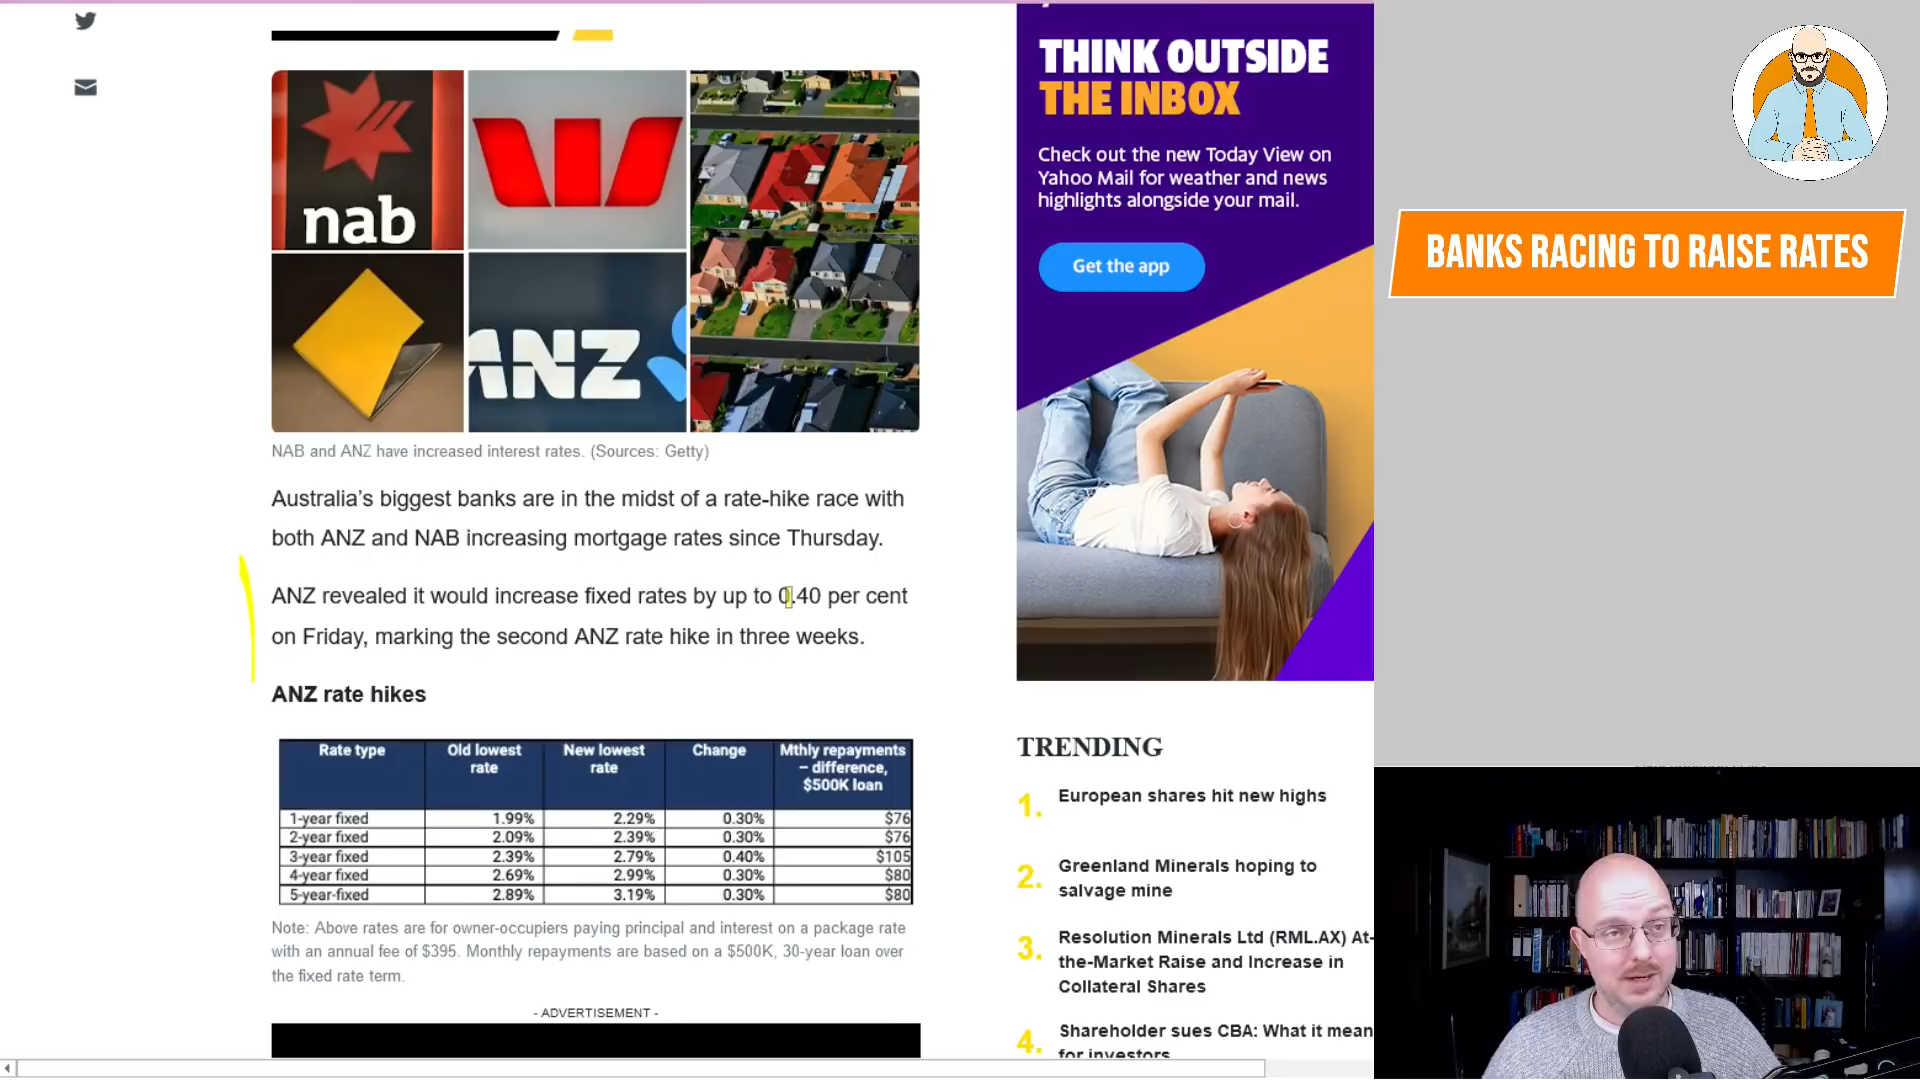 nab
ANZ
NAB and ANZ have increased interest rates. (Sources: Getty)
Australia's biggest banks are in the midst of a rate-hike race with
both ANZ and NAB increasing mortgage rates since Thursday.
ANZ revealed it would increase fixed rates by up to 0.40 per cent
on Friday, marking the second ANZ rate hike in three weeks.
ANZ rate hikes
Rate type Old lowest rate New lowest rate Change Mthly repayments – difference, $500K loan
1-year fixed 1.99% 2.29% 0.30% $76
2-year fixed 2.09% 2.39% 0.30% $76
3-year fixed 2.39% 2.79% 0.40% $105
4-year fixed 2.69% 2.99% 0.30% $80
5-year-fixed 2.89% 3.19% 0.30% $80
Note: Above rates are for owner-occupiers paying principal and interest on a package rate
with an annual fee of $395. Monthly repayments are based on a $500K, 30-year loan over
the fixed rate term.
- ADVERTISEMENT -
THINK OUTSIDE
THE INBOX
Check out the new Today View on
Yahoo Mail for weather and news
highlights alongside your mail.
Get the app
TRENDING
1. European shares hit new highs
2. Greenland Minerals hoping to
salvage mine
3. Resolution Minerals Ltd (RML.AX) At-
the-Market Raise and Increase in
Collateral Shares
4. Shareholder sues CBA: What it mean
for investors
BANKS RACING TO RAISE RATES